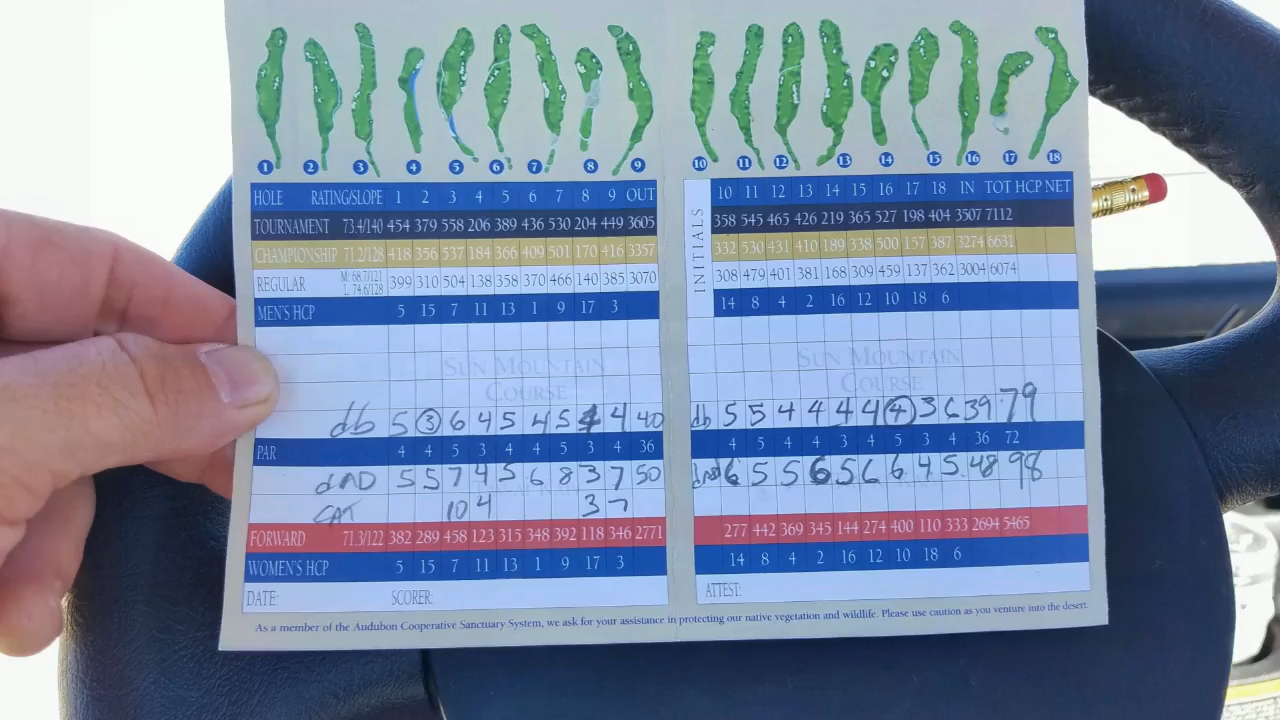 1 2 3 4 5 6 7 8 9 10 11 12 13 14 15 16 17 18
HOLE RATING/SLOPE 1 2 3 4 5 6 7 8 9 OUT
TOURNAMENT 73.4/140 454 379 558 206 389 436 530 204 449 3605
CHAMPIONSHIP 71.2/128 418 356 537 184 366 409 501 170 416 3357
REGULAR M: 68.7/121 L: 74.6/128 399 310 504 138 358 370 466 140 385 3070
MEN'S HCP 5 15 7 11 13 1 9 17 3
SUN MOUNTAIN
COURSE
db 5 3 6 4 5 4 5 4 4 40
PAR 4 4 5 3 4 4 5 3 4 36
dAD 5 5 7 4 5 6 8 3 7 50
CAT 10 4 3 7
FORWARD 71.3/122 382 289 458 123 315 348 392 118 346 2771
WOMEN'S HCP 5 15 7 11 13 1 9 17 3
DATE: SCORER:
INITIALS
10 11 12 13 14 15 16 17 18 IN TOT HCP NET
358 545 465 426 219 365 527 198 404 3507 7112
332 530 431 410 189 338 500 157 387 3274 6631
308 479 401 381 168 309 459 137 362 3004 6074
14 8 4 2 16 12 10 18 6
SUN MOUNTAIN
COURSE
db 5 5 4 4 4 4 4 3 6 39 79
4 5 4 4 3 4 5 3 4 36 72
dad 6 5 5 6 5 6 6 4 5 48 98
277 442 369 345 144 274 400 110 333 2694 5465
14 8 4 2 16 12 10 18 6
ATTEST:
As a member of the Audubon Cooperative Sanctuary System, we ask for your assistance in protecting our native vegetation and wildlife. Please use caution as you venture into the desert.